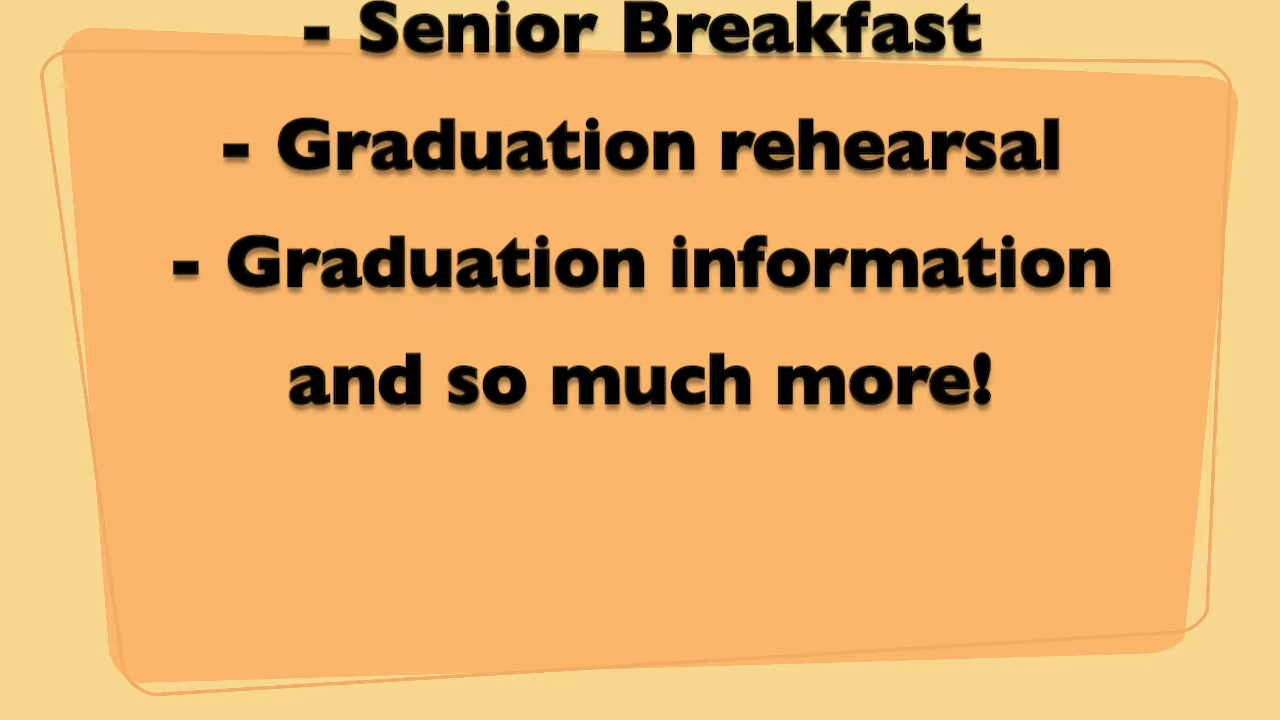 - Senior Breakfast
- Graduation rehearsal
- Graduation information
and so much more!